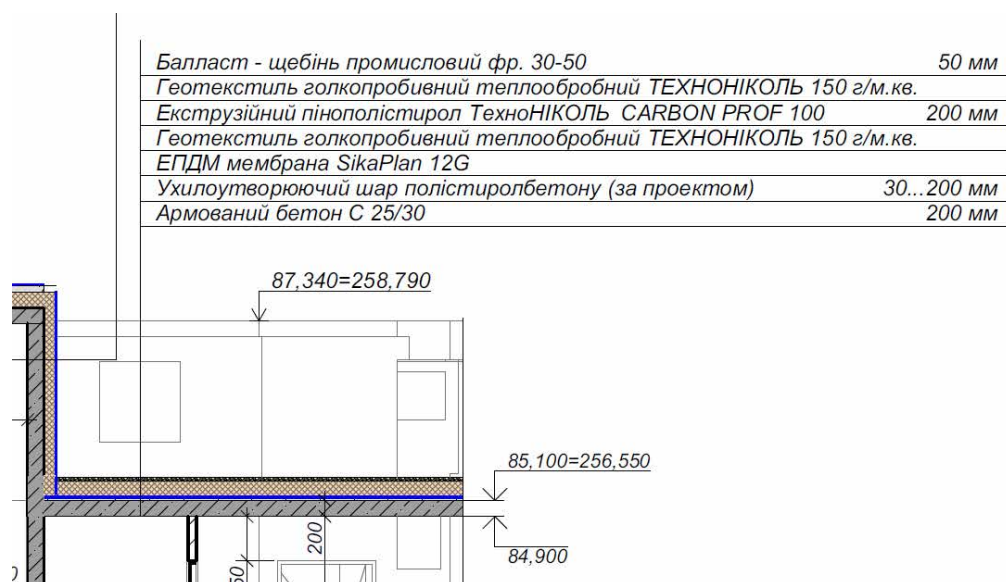 Балласт - щебінь промисловий фр. 30-50 50 мм
Геотекстиль голкопробивний теплообробний ТЕХНОНІКОЛЬ 150 г/м.кв.
Екструзійний пінополістирол ТехноНІКОЛЬ CARBON PROF 100 200 мм
Геотекстиль голкопробивний теплообробний ТЕХНОНІКОЛЬ 150 г/м.кв.
ЕПДМ мембрана SikaPlan 12G
Ухилоутворюючий шар полістиролбетону (за проектом) 30...200 мм
Армований бетон С 25/30 200 мм
87,340=258,790
85,100=256,550
84,900
200